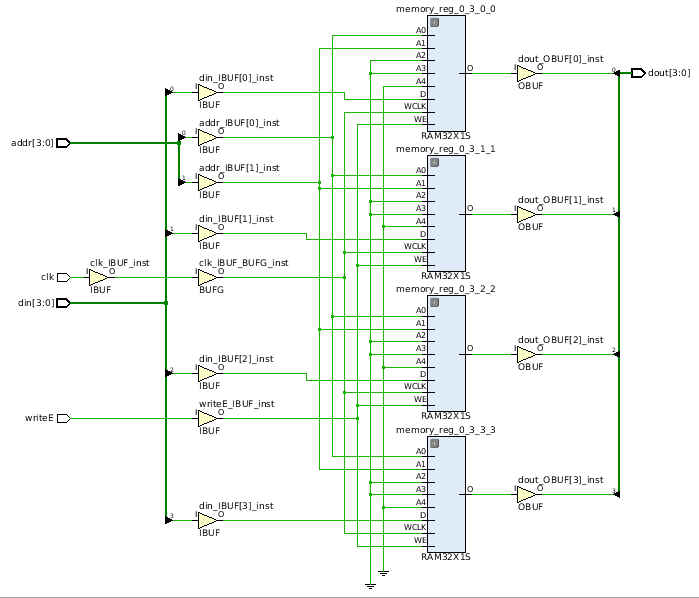 memory_reg_0_3_0_0
A0
A1
A2
A3
A4
D
WCLK
WE
O
RAM32X1S
dout_OBUF[0]_inst
I
O
OBUF
0
dout[3:0]
din_IBUF[0]_inst
0
I
O
IBUF
addr_IBUF[0]_inst
0
I
O
IBUF
addr[3:0]
addr_IBUF[1]_inst
1
I
O
IBUF
memory_reg_0_3_1_1
A0
A1
A2
A3
A4
D
WCLK
WE
O
RAM32X1S
dout_OBUF[1]_inst
I
O
OBUF
1
din_IBUF[1]_inst
1
I
O
IBUF
clk
clk_IBUF_inst
I
O
IBUF
clk_IBUF_BUFG_inst
I
O
BUFG
din[3:0]
memory_reg_0_3_2_2
A0
A1
A2
A3
A4
D
WCLK
WE
O
RAM32X1S
dout_OBUF[2]_inst
I
O
OBUF
2
din_IBUF[2]_inst
2
I
O
IBUF
writeE
writeE_IBUF_inst
I
O
IBUF
memory_reg_0_3_3_3
A0
A1
A2
A3
A4
D
WCLK
WE
O
RAM32X1S
dout_OBUF[3]_inst
I
O
OBUF
3
din_IBUF[3]_inst
3
I
O
IBUF